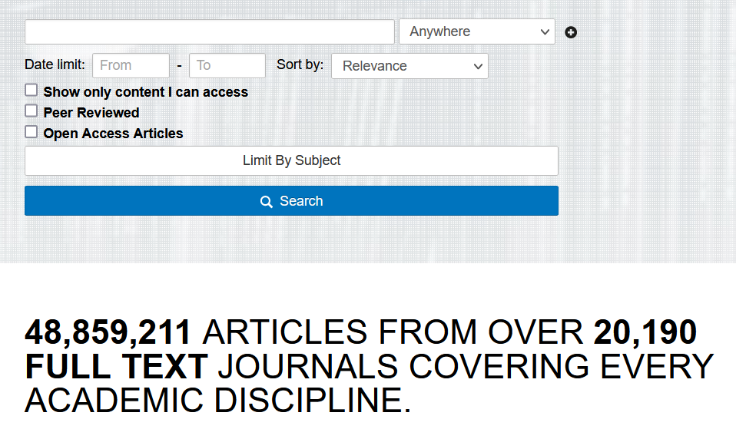 Anywhere
Date limit: From - To Sort by: Relevance
Show only content I can access
Peer Reviewed
Open Access Articles
Limit By Subject
Search
48,859,211 ARTICLES FROM OVER 20,190
FULL TEXT JOURNALS COVERING EVERY
ACADEMIC DISCIPLINE.